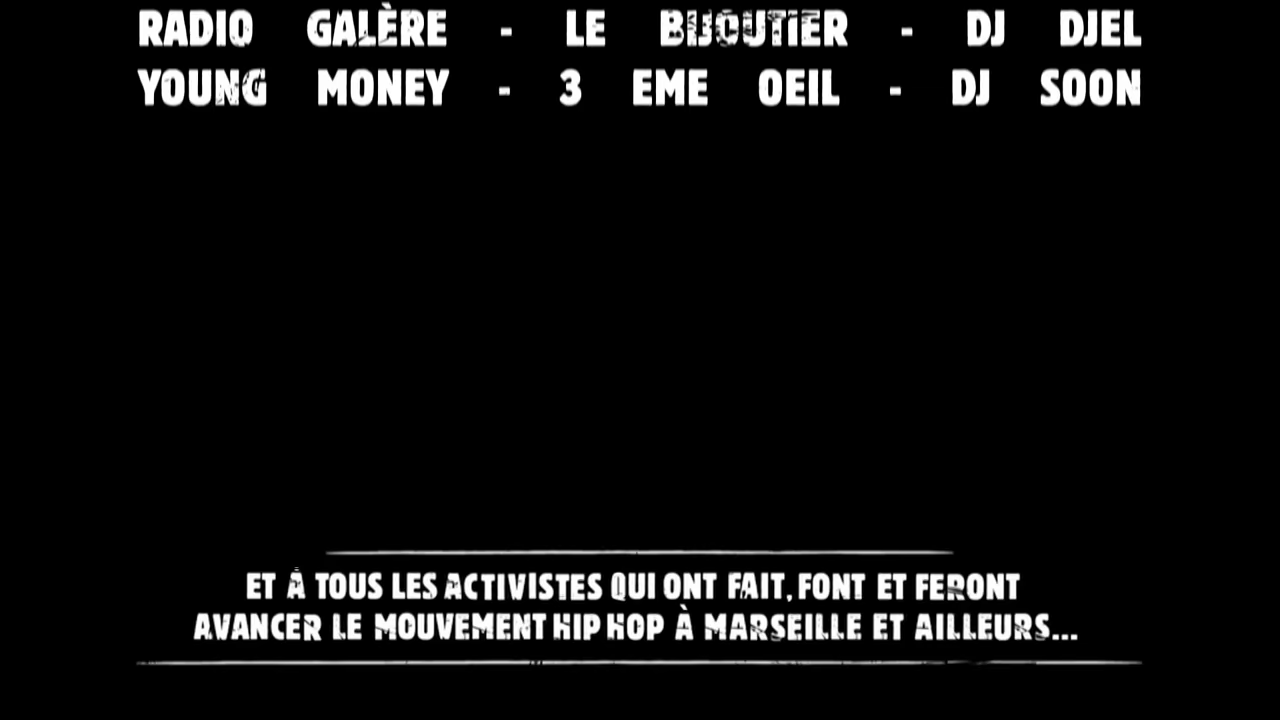 RADIO GALÈRE - LE BIJOUTIER - DJ DJEL
YOUNG MONEY - 3 EME OEIL - DJ SOON
ET À TOUS LES ACTIVISTES QUI ONT FAIT, FONT ET FERONT
AVANCER LE MOUVEMENT HIP HOP À MARSEILLE ET AILLEURS...